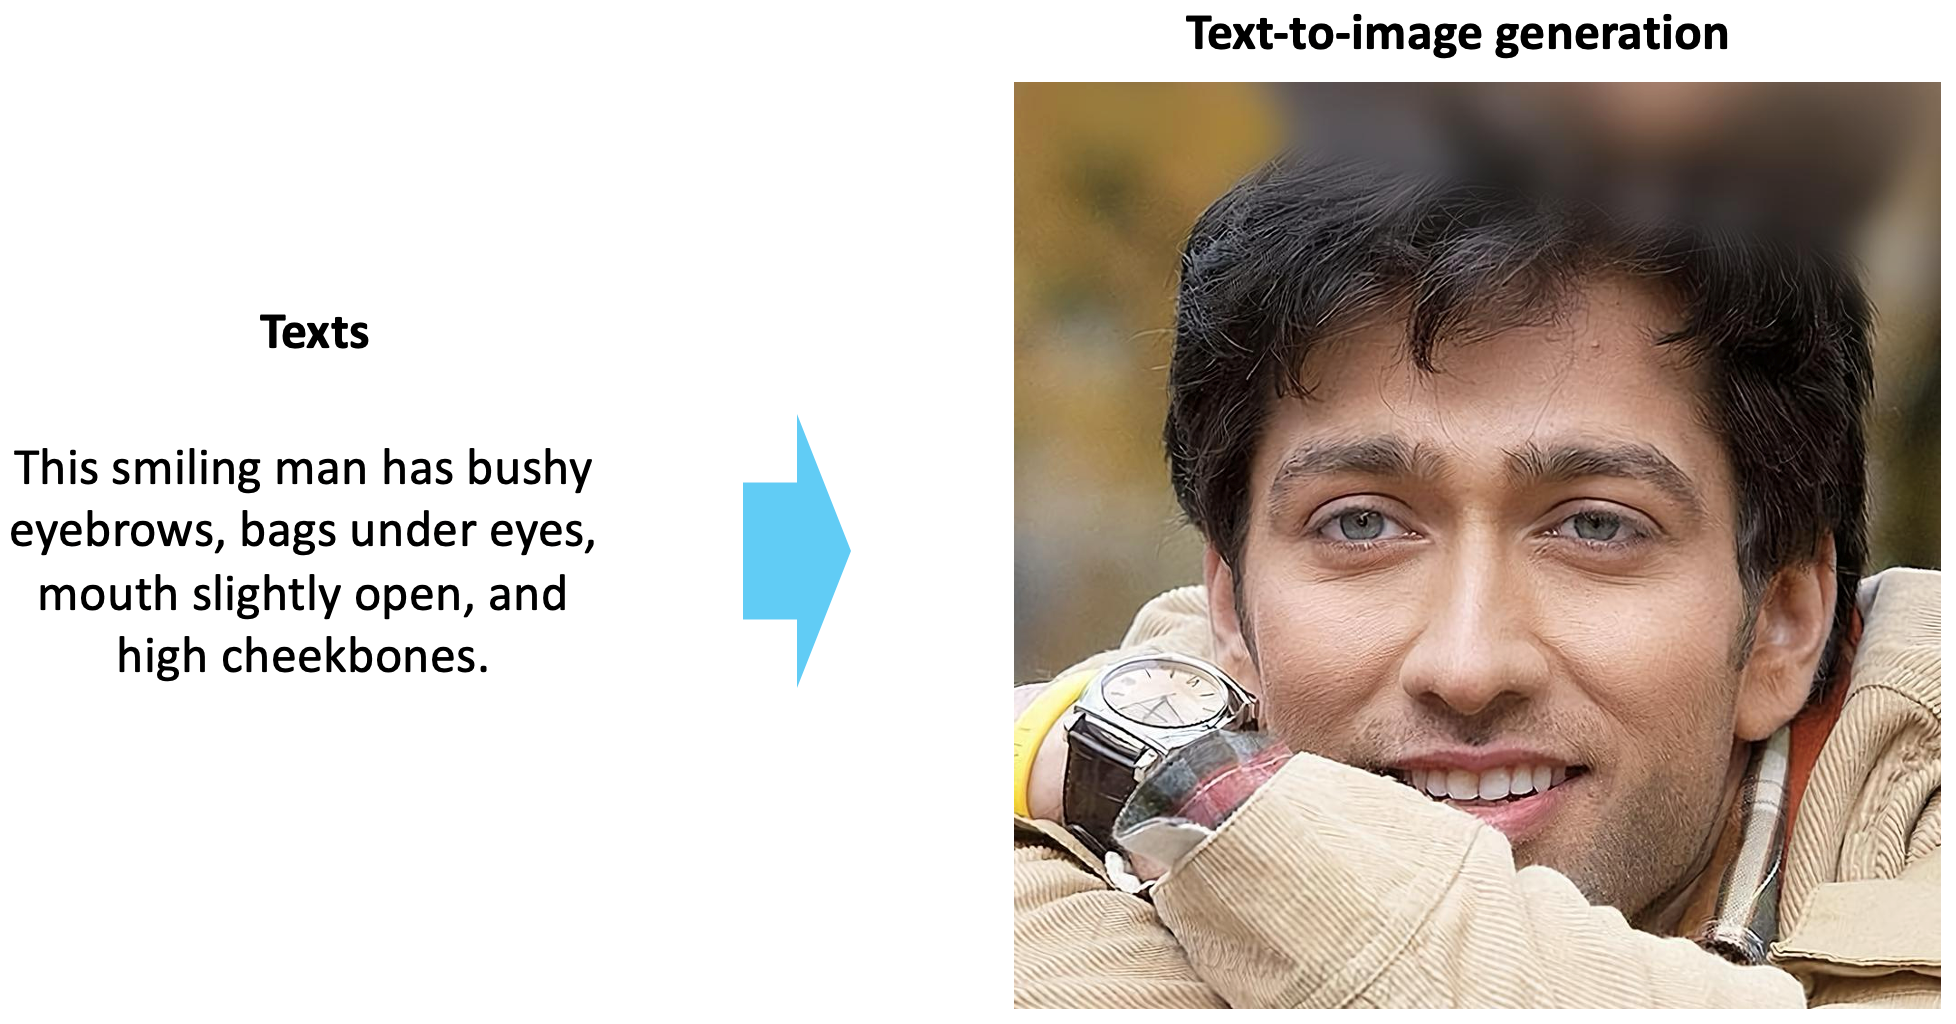 Text-to-image generation
Texts
This smiling man has bushy
eyebrows, bags under eyes,
mouth slightly open, and
high cheekbones.